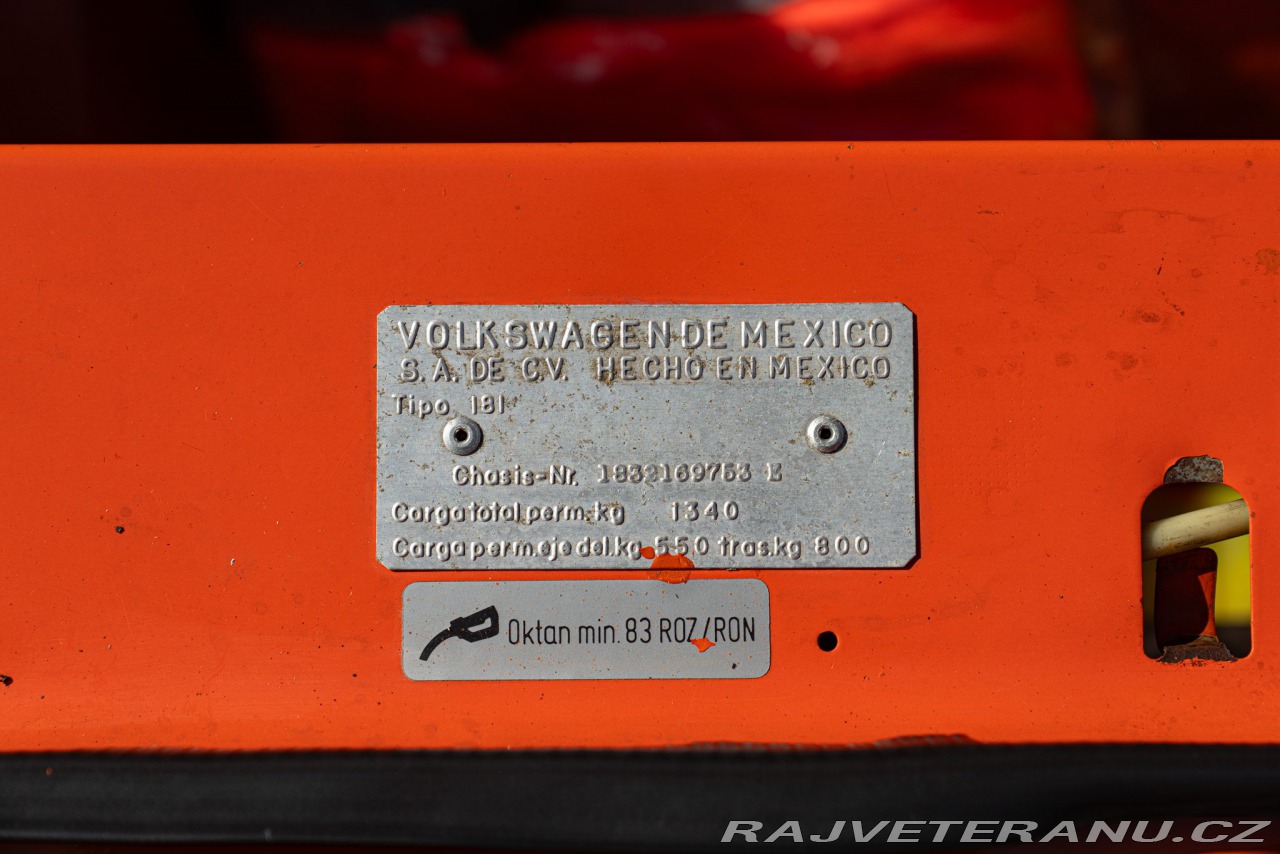 VOLKSWAGEN DE MEXICO
S. A. DE C.V. HECHO EN MEXICO
Tipo 181
Chasis-Nr. 1832169753 E
Carga total perm. kg 1340
Carga perm. eje del. kg 550 tras. kg 800
Oktan min. 83 ROZ/RON
RAJVETERANU.CZ